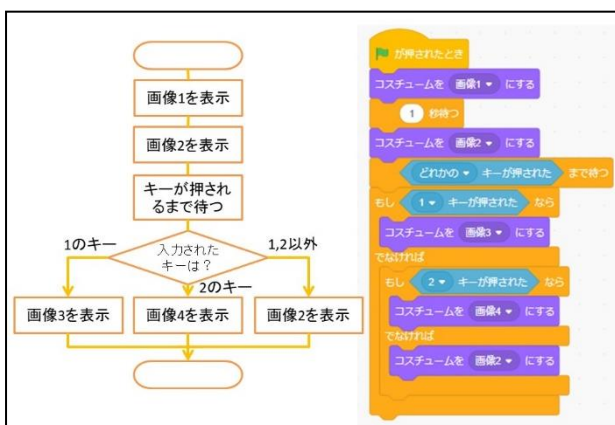 画像1を表示
画像2を表示
キーが押され
るまで待つ
1のキー
入力された
キーは？
1,2以外
2のキー
画像3を表示
画像4を表示
画像2を表示
が押されたとき
コスチュームを 画像1 にする
1 秒待つ
コスチュームを 画像2 にする
どれかの キーが押された まで待つ
もし 1 キーが押された なら
コスチュームを 画像3 にする
でなければ
もし 2 キーが押された なら
コスチュームを 画像4 にする
でなければ
コスチュームを 画像2 にする